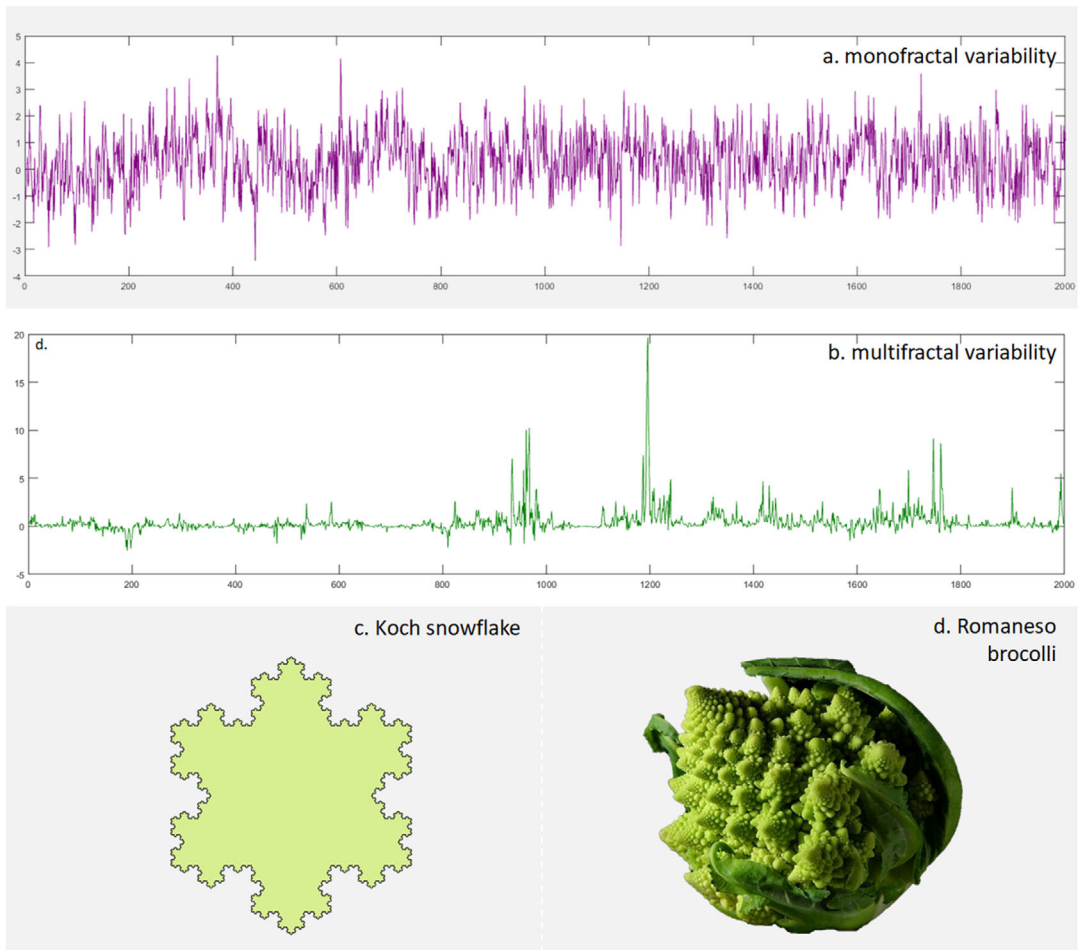 a. monofractal variability
5
4
3
2
1
0
-1
-2
-3
-4
0 200 400 600 800 1000 1200 1400 1600 1800 2000
d.
b. multifractal variability
20
15
10
5
0
-5
0 200 400 600 800 1000 1200 1400 1600 1800 2000
c. Koch snowflake
d. Romaneso
brocolli